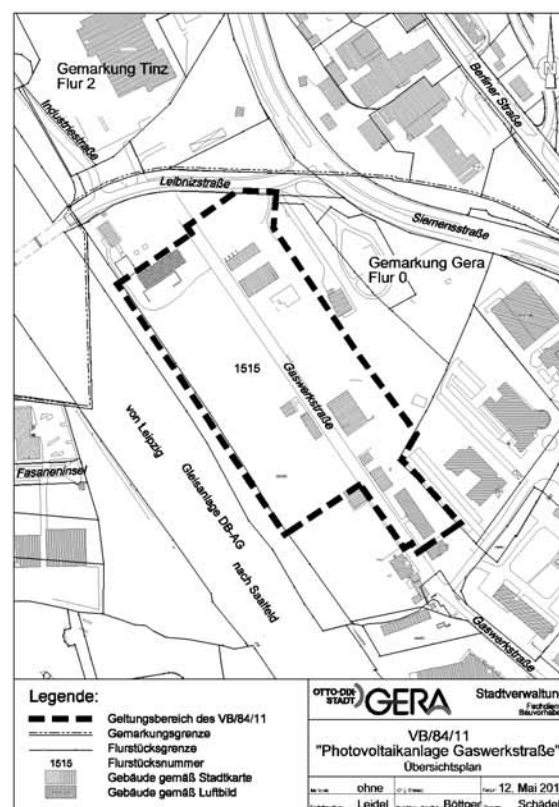 Gemarkung Tinz
Flur 2
Berliner Straße
Industriestraße
Leibnizstraße
Siemensstraße
Gemarkung Gera
Flur 0
1515
Gaswerkstraße
von Leipzig
Gleisanlage DB-AG
nach Saalfeld
Fasaneninsel
Gaswerkstraße
Legende:
Geltungsbereich des VB/84/11
Gemarkungsgrenze
Flurstücksgrenze
1515 Flurstücksnummer
Gebäude gemäß Stadtkarte
Gebäude gemäß Luftbild
OTTO-DIX-
STADT GERA
Stadtverwaltun
Fachdiens
Bauvorhabe
VB/84/11
"Photovoltaikanlage Gaswerkstraße"
Übersichtsplan
ohne 12. Mai 201
Leidel Böttger Schäde